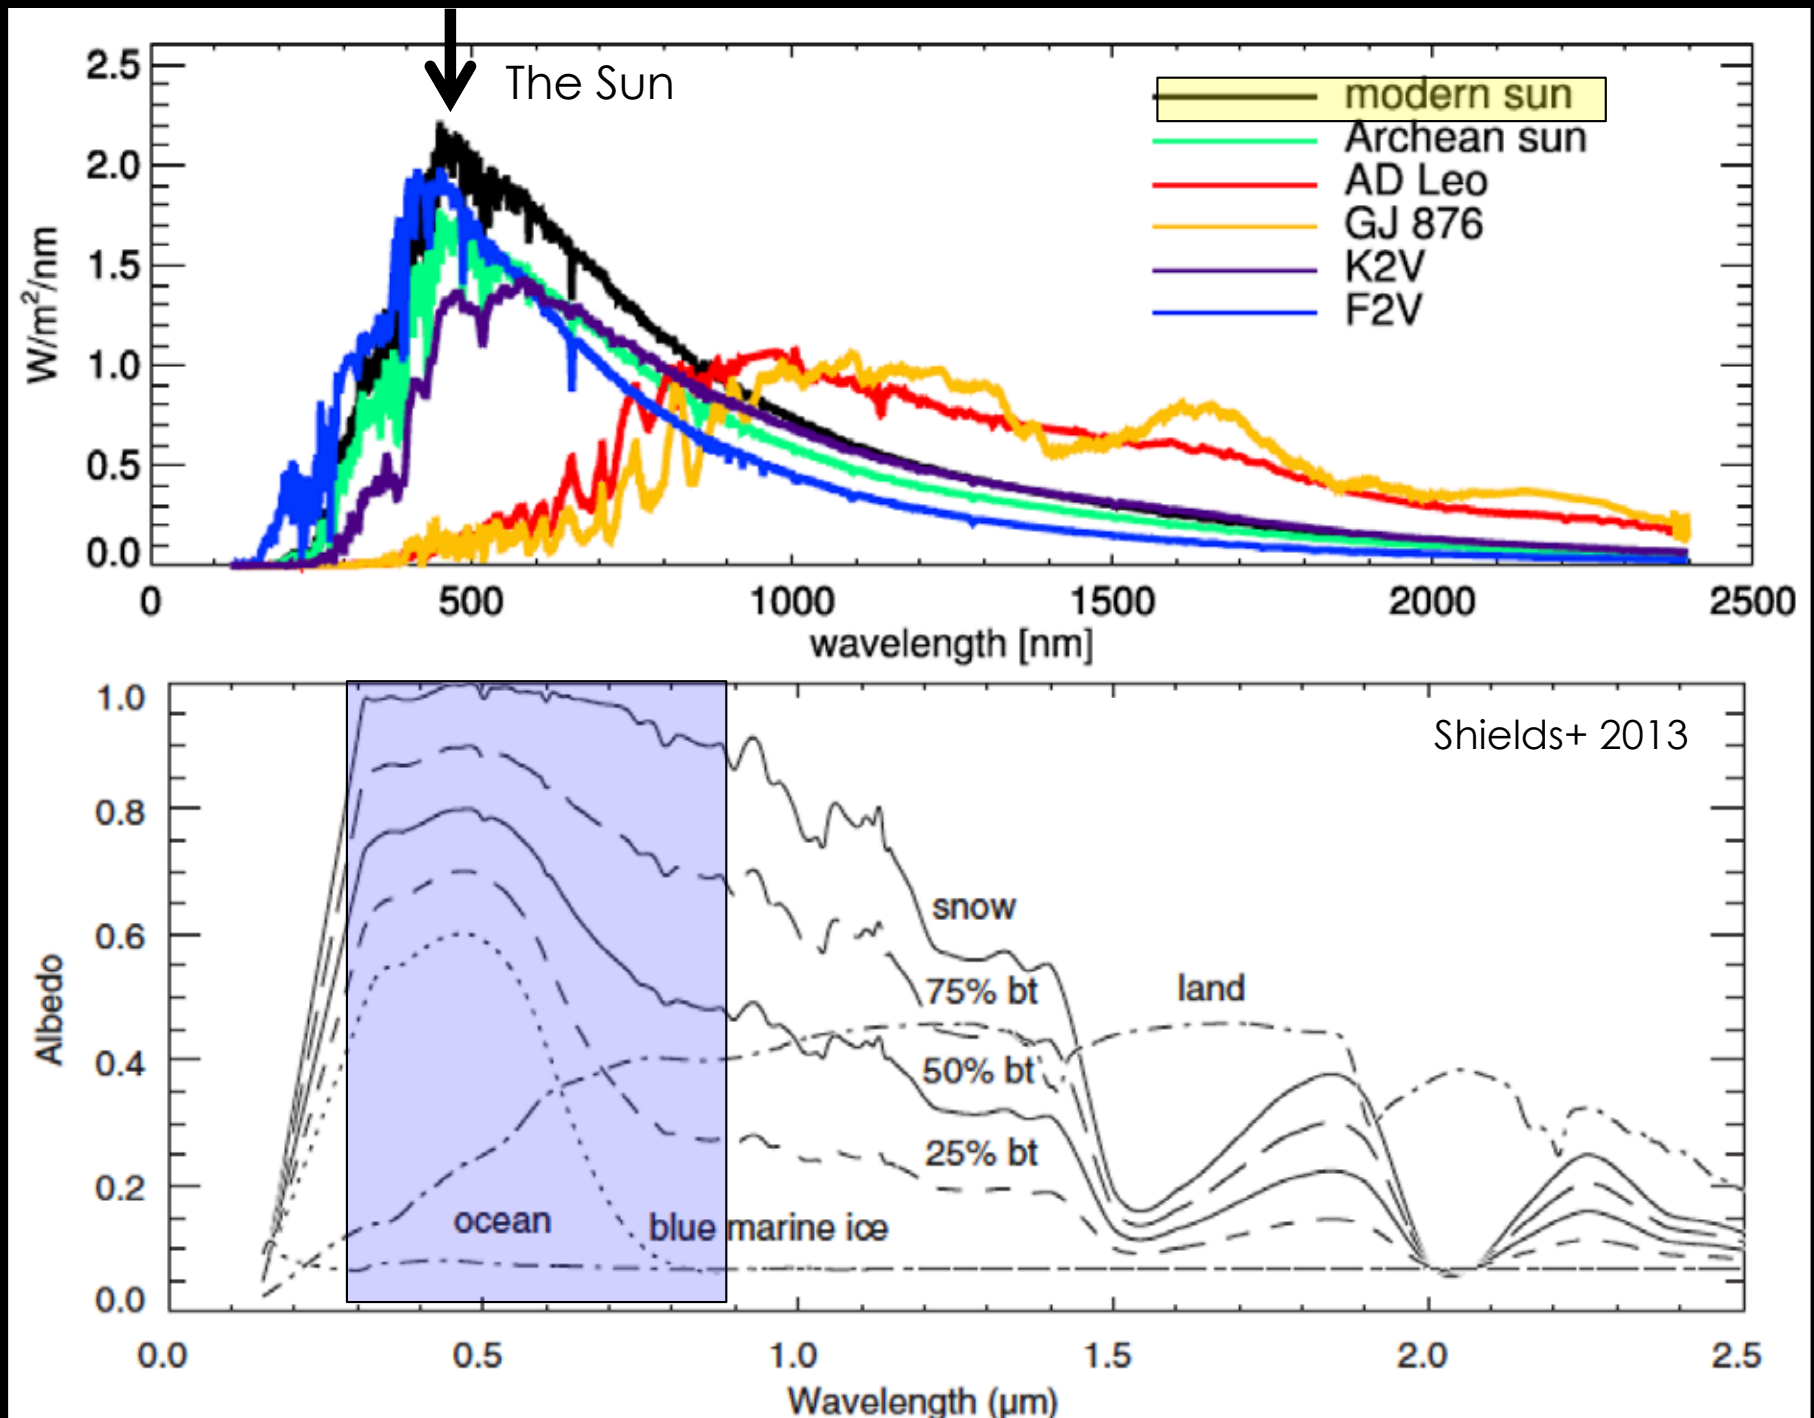 The Sun
2.5
2.0
1.5
1.0
0.5
0.0
W/m²/nm
modern sun
Archean sun
AD Leo
GJ 876
K2V
F2V
0 500 1000 1500 2000 2500
wavelength [nm]
Shields+ 2013
1.0
0.8
0.6
0.4
0.2
0.0
Albedo
snow
75% bt
land
50% bt
25% bt
ocean
blue marine ice
0.0 0.5 1.0 1.5 2.0 2.5
Wavelength (μm)